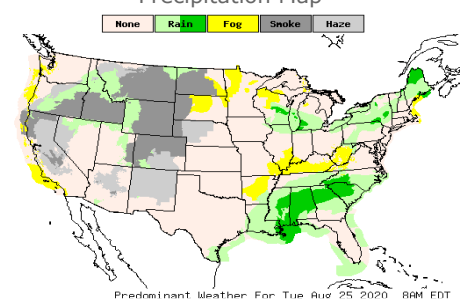 Precipitation Map
None Rain Fog Smoke Haze
Predominant Weather For Tue Aug 25 2020 8AM EDT